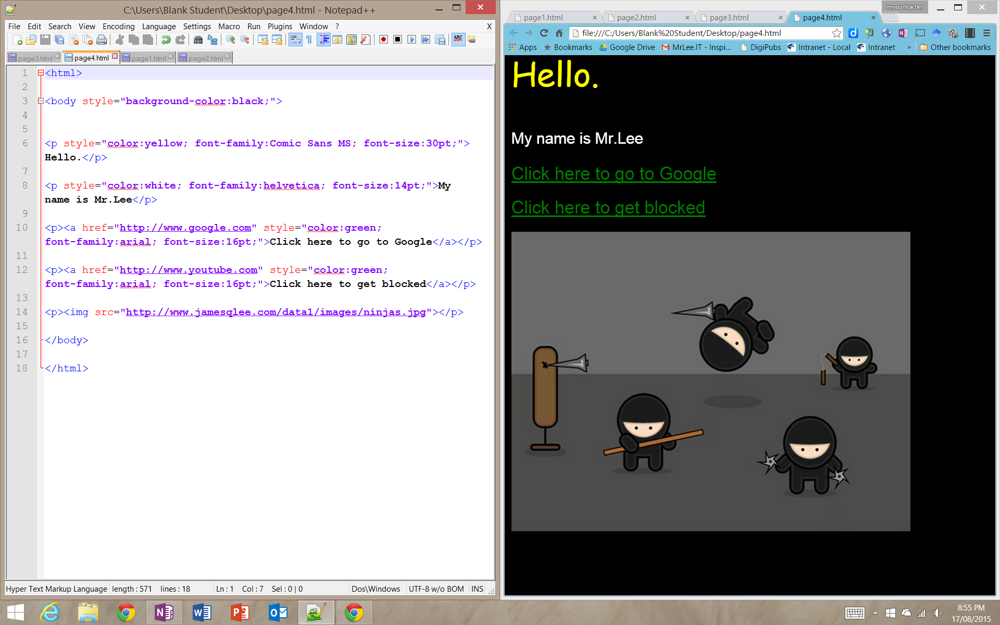 C:\Users\Blank Student\Desktop\page4.html - Notepad++
File Edit Search View Encoding Language Settings Macro Run Plugins Window ? X
page3.html page4.html page1.html page2.html
1 <html>
2
3 <body style="background-color:black;">
4
5
6 <p style="color:yellow; font-family:Comic Sans MS; font-size:30pt;">
Hello.</p>
7
8 <p style="color:white; font-family:helvetica; font-size:14pt;">My
name is Mr.Lee</p>
9
10 <p><a href="http://www.google.com" style="color:green;
font-family:arial; font-size:16pt;">Click here to go to Google</a></p>
11
12 <p><a href="http://www.youtube.com" style="color:green;
font-family:arial; font-size:16pt;">Click here to get blocked</a></p>
13
14 <p><img src="http://www.jamesqlee.com/data1/images/ninjas.jpg"></p>
15
16 </body>
17
18 </html>
Hyper Text Markup Language length : 571 lines : 18 Ln : 1 Col : 7 Sel : 0 | 0 Dos\Windows UTF-8 w/o BOM INS
Imyourteacher
page1.html page2.html page3.html page4.html
file:///C:/Users/Blank%20Student/Desktop/page4.html
Apps Bookmarks Google Drive MrLee.IT - Inspi... DigiPubs Intranet - Local Intranet » Other bookmarks
Hello.
My name is Mr.Lee
Click here to go to Google
Click here to get blocked
8:55 PM
17/08/2015